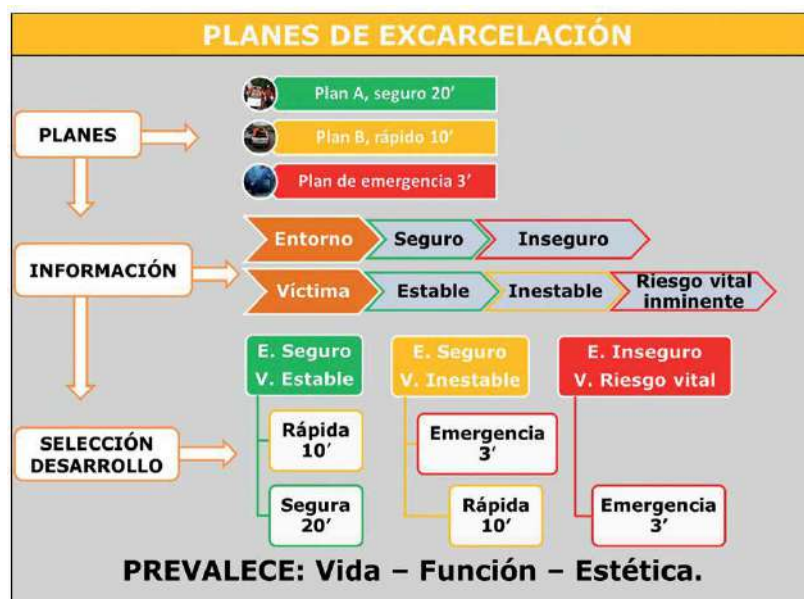 PLANES DE EXCARCELACIÓN
PLANES
Plan A, seguro 20’
Plan B, rápido 10’
Plan de emergencia 3’
INFORMACIÓN
Entorno
Seguro
Inseguro
Víctima
Estable
Inestable
Riesgo vital
inminente
SELECCIÓN
DESARROLLO
E. Seguro
V. Estable
Rápida
10’
Segura
20’
E. Seguro
V. Inestable
Emergencia
3’
Rápida
10’
E. Inseguro
V. Riesgo vital
Emergencia
3’
PREVALECE: Vida – Función – Estética.